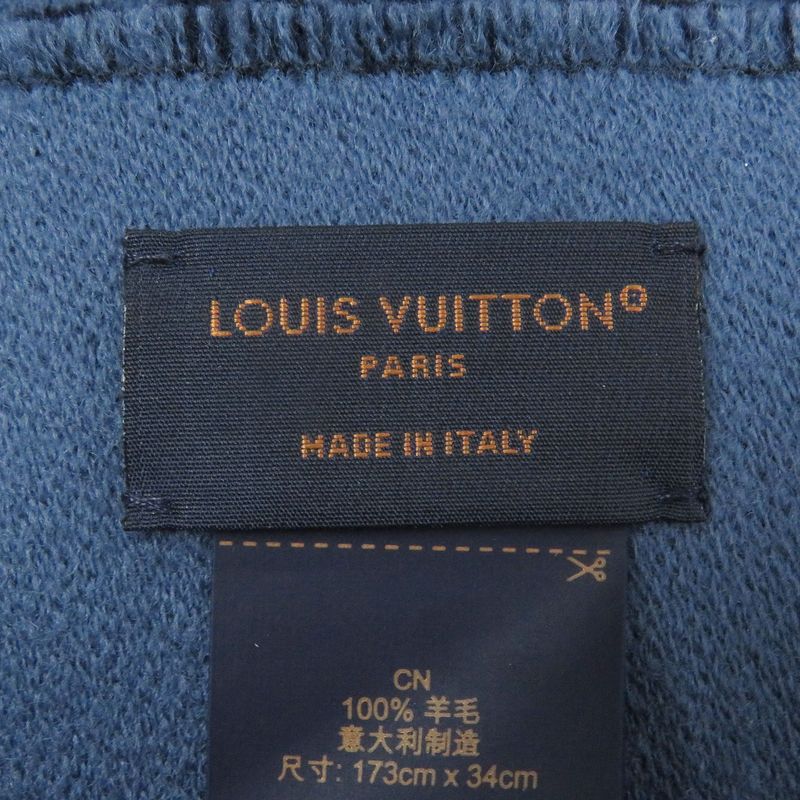 LOUIS VUITTON®
PARIS
MADE IN ITALY
CN
100% 羊毛
意大利制造
尺寸: 173cm x 34cm